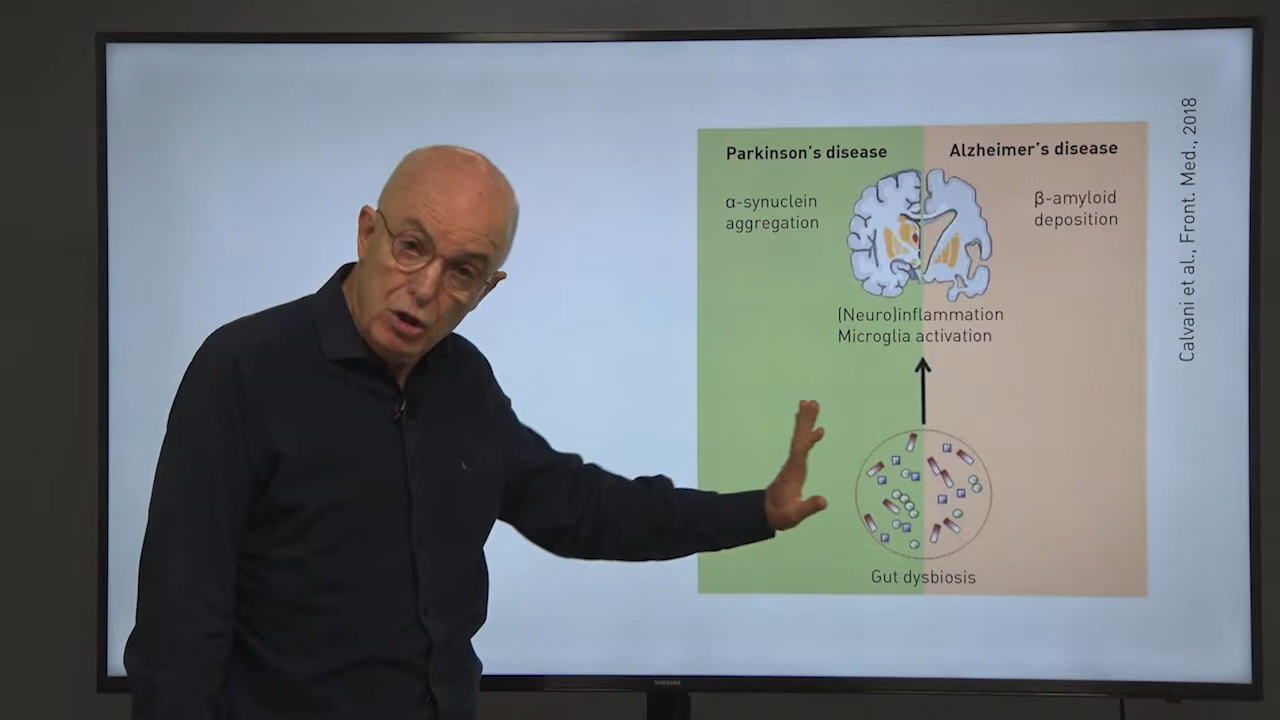 Parkinson's disease
Alzheimer's disease
α-synuclein
aggregation
β-amyloid
deposition
(Neuro)inflammation
Microglia activation
Gut dysbiosis
Calvani et al., Front. Med., 2018
SAMSUNG